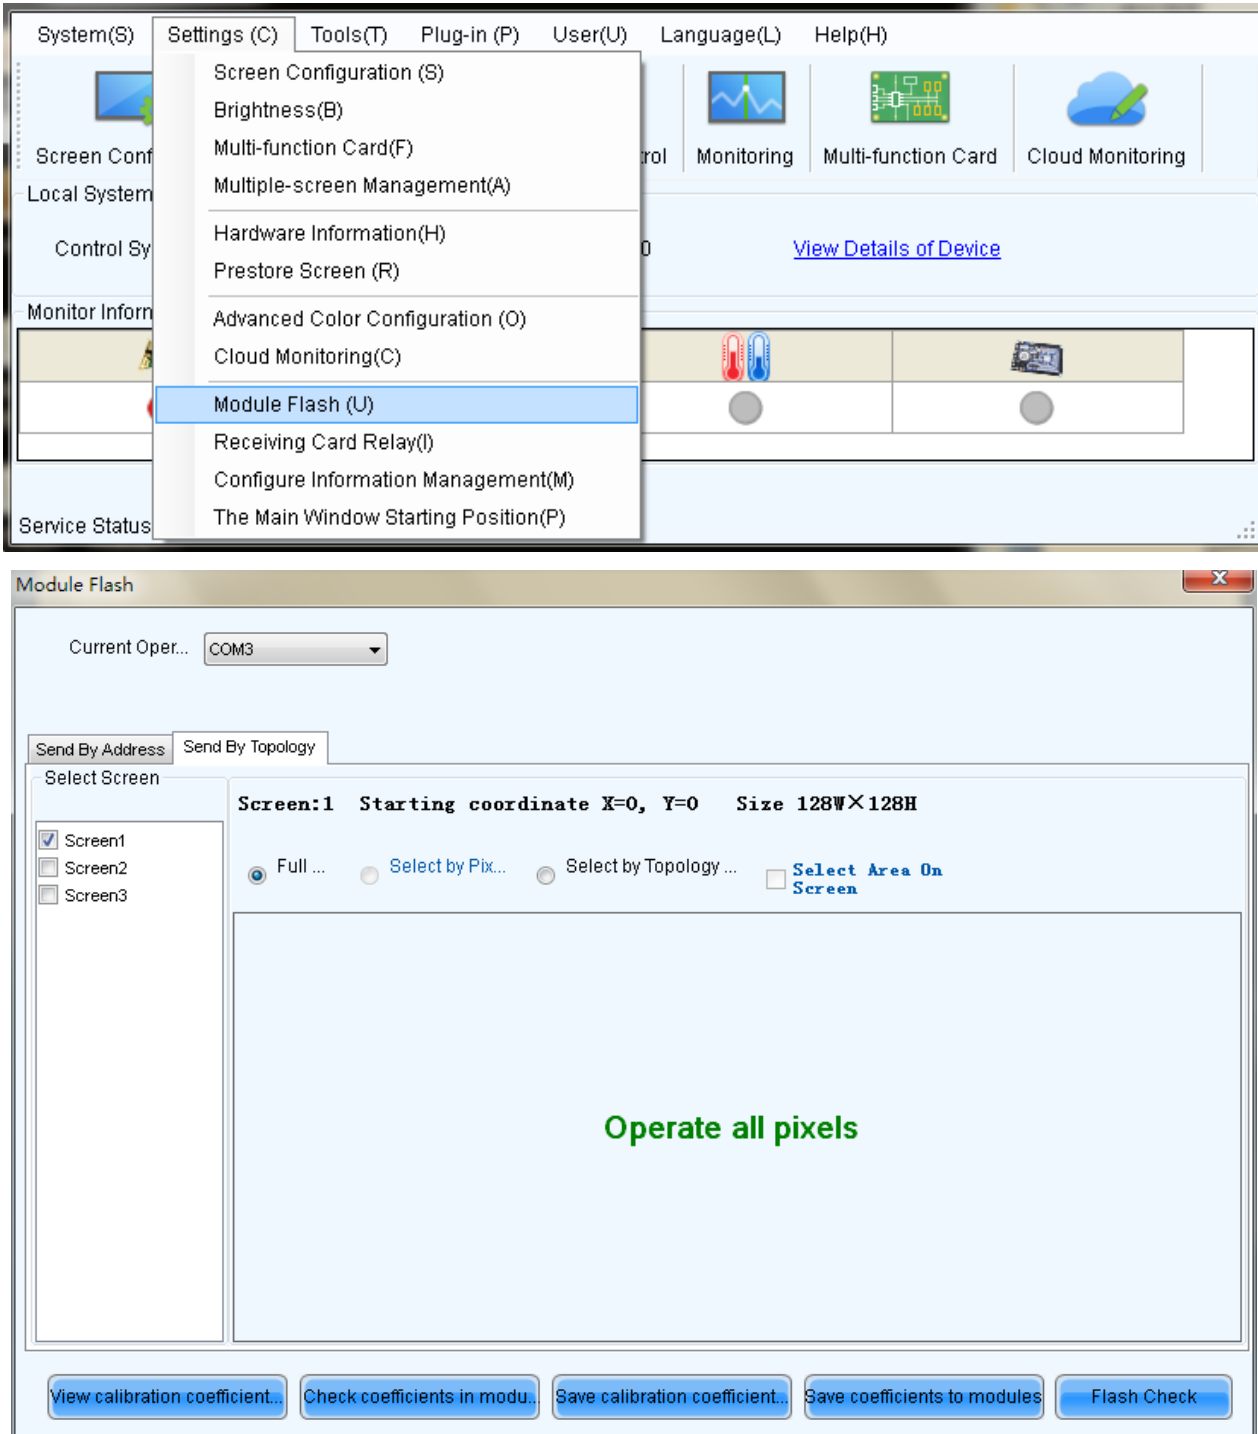 System(S) Settings (C) Tools(T) Plug-in (P) User(U) Language(L) Help(H)
Screen Configuration (S)
Brightness(B)
Multi-function Card(F)
Multiple-screen Management(A)
Hardware Information(H)
Prestore Screen (R)
Advanced Color Configuration (O)
Cloud Monitoring(C)
Module Flash (U)
Receiving Card Relay(I)
Configure Information Management(M)
The Main Window Starting Position(P)
Screen Conf rol Monitoring Multi-function Card Cloud Monitoring
Local System
Control Sy 0 View Details of Device
Monitor Inforn
Service Status
Module Flash
Current Oper... COM3
Send By Address Send By Topology
Select Screen
Screen:1 Starting coordinate X=0, Y=0 Size 128W×128H
Screen1
Screen2
Screen3
Full ... Select by Pix... Select by Topology ... Select Area On
Screen
Operate all pixels
View calibration coefficient... Check coefficients in modu... Save calibration coefficient... Save coefficients to modules Flash Check